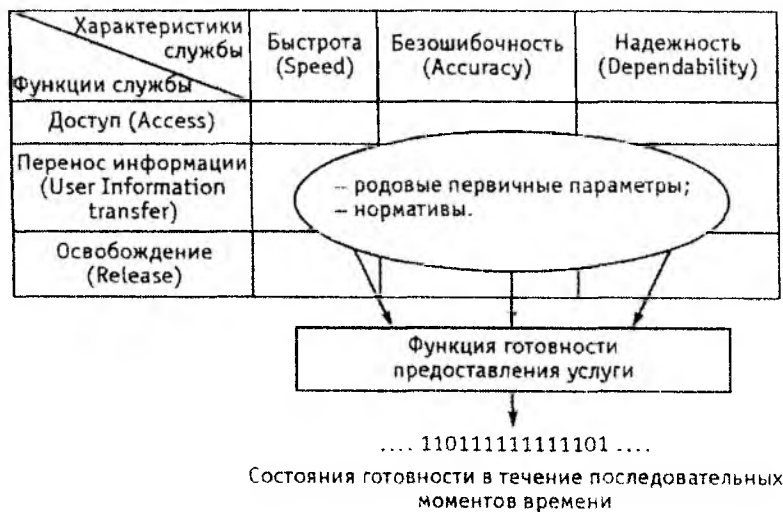 Характеристики
службы
Функции службы
Быстрота
(Speed)
Безошибочность
(Accuracy)
Надежность
(Dependability)
Доступ (Access)
Перенос информации
(User Information
transfer)
– родовые первичные параметры;
– нормативы.
Освобождение
(Release)
Функция готовности
предоставления услуги
.... 110111111111101 ....
Состояния готовности в течение последовательных
моментов времени